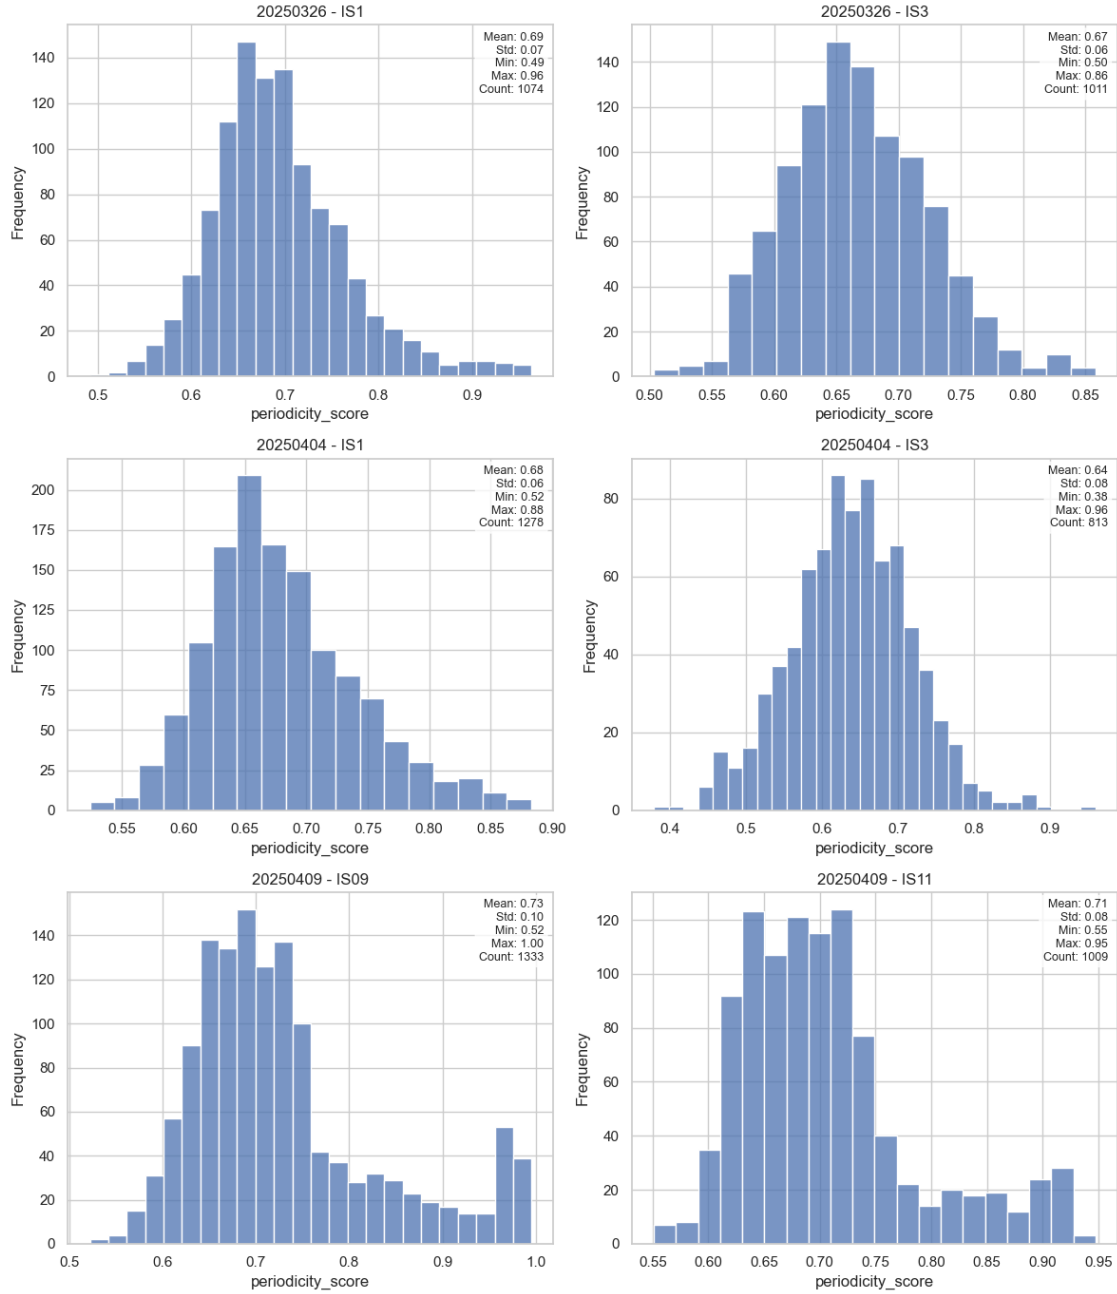 20250326 - IS1
Mean: 0.69
Std: 0.07
Min: 0.49
Max: 0.96
Count: 1074
Frequency
140
120
100
80
60
40
20
0
0.5 0.6 0.7 0.8 0.9
periodicity_score
20250326 - IS3
Mean: 0.67
Std: 0.06
Min: 0.50
Max: 0.86
Count: 1011
Frequency
140
120
100
80
60
40
20
0
0.50 0.55 0.60 0.65 0.70 0.75 0.80 0.85
periodicity_score
20250404 - IS1
Mean: 0.68
Std: 0.06
Min: 0.52
Max: 0.88
Count: 1278
Frequency
200
175
150
125
100
75
50
25
0
0.55 0.60 0.65 0.70 0.75 0.80 0.85 0.90
periodicity_score
20250404 - IS3
Mean: 0.64
Std: 0.08
Min: 0.38
Max: 0.96
Count: 813
Frequency
80
60
40
20
0
0.4 0.5 0.6 0.7 0.8 0.9
periodicity_score
20250409 - IS09
Mean: 0.73
Std: 0.10
Min: 0.52
Max: 1.00
Count: 1333
Frequency
140
120
100
80
60
40
20
0
0.5 0.6 0.7 0.8 0.9 1.0
periodicity_score
20250409 - IS11
Mean: 0.71
Std: 0.08
Min: 0.55
Max: 0.95
Count: 1009
Frequency
120
100
80
60
40
20
0
0.55 0.60 0.65 0.70 0.75 0.80 0.85 0.90 0.95
periodicity_score